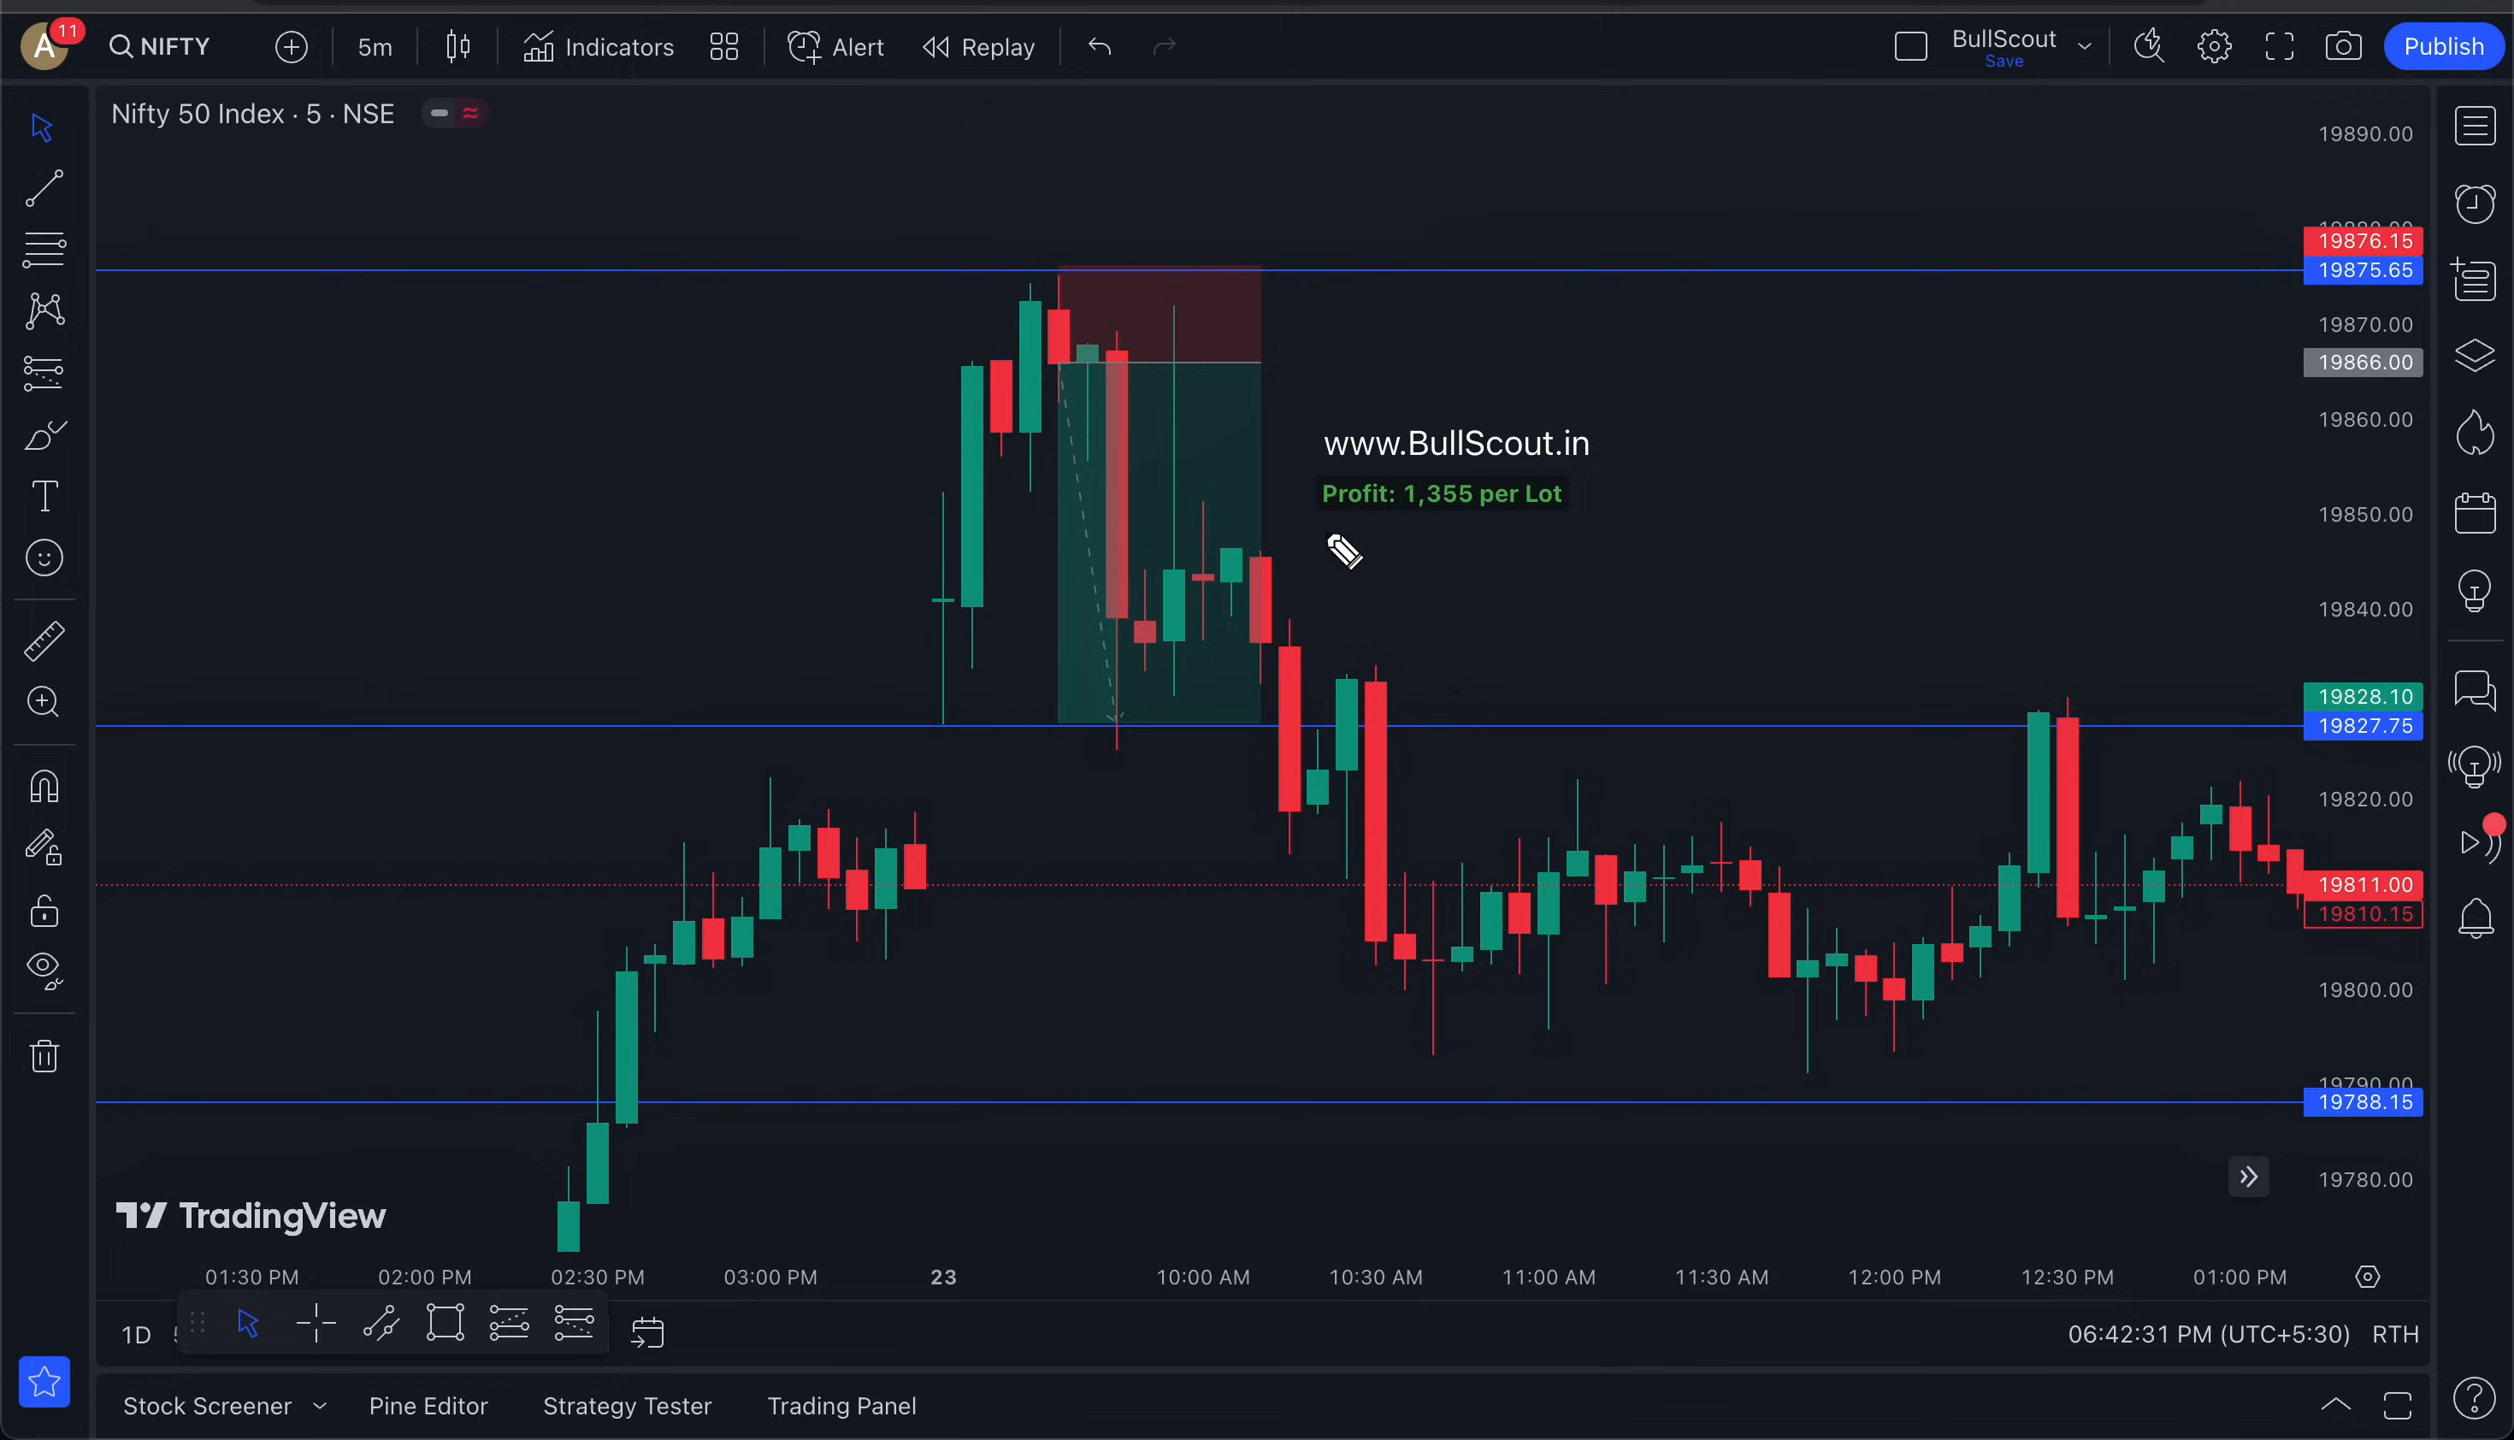 A
11
NIFTY
5m
Indicators
Alert
Replay
BullScout
Save
Publish
Nifty 50 Index · 5 · NSE
19890.00
19876.15
19875.65
19870.00
19866.00
19860.00
www.BullScout.in
Profit: 1,355 per Lot
19850.00
19840.00
19828.10
19827.75
19820.00
19811.00
19810.15
19800.00
19790.00
19788.15
19780.00
TradingView
01:30 PM 02:00 PM 02:30 PM 03:00 PM 23 10:00 AM 10:30 AM 11:00 AM 11:30 AM 12:00 PM 12:30 PM 01:00 PM
1D
06:42:31 PM (UTC+5:30) RTH
Stock Screener Pine Editor Strategy Tester Trading Panel